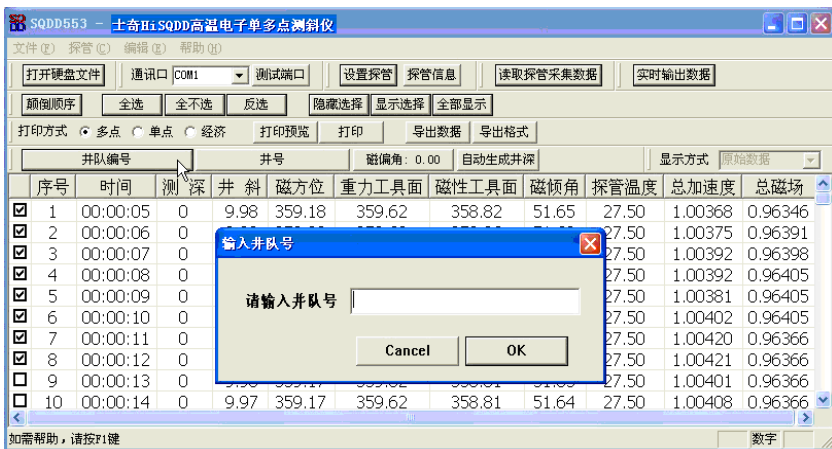 SQDD553 - 士奇HiSQDD高温电子单多点测斜仪
文件(F) 探管(C) 编辑(E) 帮助(H)
打开硬盘文件 通讯口 COM1 测试端口 设置探管 探管信息 读取探管采集数据 实时输出数据
颠倒顺序 全选 全不选 反选 隐藏选择 显示选择 全部显示
打印方式 多点 单点 经济 打印预览 打印 导出数据 导出格式
井队编号 井号 磁偏角: 0.00 自动生成井深 显示方式 原始数据
序号 时间 测 深 井 斜 磁方位 重力工具面 磁性工具面 磁倾角 探管温度 总加速度 总磁场
1 00:00:05 0 9.98 359.18 359.62 358.82 51.65 27.50 1.00368 0.96346
2 00:00:06 0 27.50 1.00375 0.96391
3 00:00:07 0 27.50 1.00392 0.96398
4 00:00:08 0 27.50 1.00392 0.96405
5 00:00:09 0 27.50 1.00381 0.96405
6 00:00:10 0 27.50 1.00402 0.96405
7 00:00:11 0 27.50 1.00420 0.96366
8 00:00:12 0 27.50 1.00421 0.96366
9 00:00:13 0 27.50 1.00401 0.96366
10 00:00:14 0 9.97 359.17 359.62 358.81 51.64 27.50 1.00408 0.96366
输入井队号
请输入井队号
Cancel OK
如需帮助，请按F1键 数字